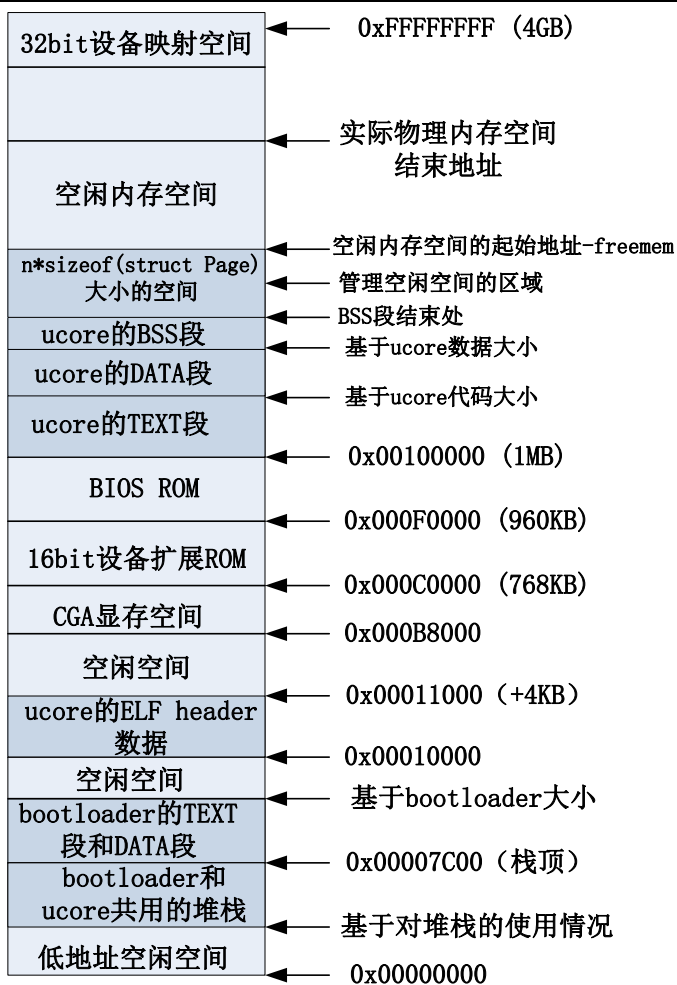 0xFFFFFFFF (4GB)
32bit设备映射空间
实际物理内存空间
结束地址
空闲内存空间
空闲内存空间的起始地址-freemem
n*sizeof(struct Page)
大小的空间
管理空闲空间的区域
BSS段结束处
ucore的BSS段
基于ucore数据大小
ucore的DATA段
基于ucore代码大小
ucore的TEXT段
0x00100000 (1MB)
BIOS ROM
0x000F0000 (960KB)
16bit设备扩展ROM
0x000C0000 (768KB)
CGA显存空间
0x000B8000
空闲空间
0x00011000（+4KB）
ucore的ELF header
数据
0x00010000
空闲空间
基于bootloader大小
bootloader的TEXT
段和DATA段
0x00007C00（栈顶）
bootloader和
ucore共用的堆栈
基于对堆栈的使用情况
低地址空闲空间
0x00000000